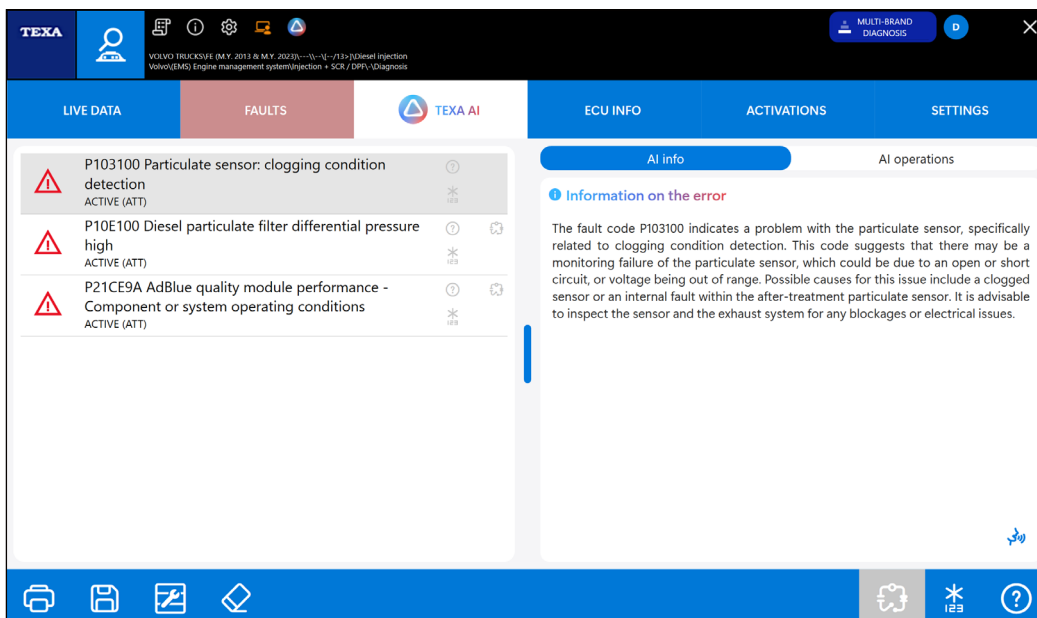 TEXA
MULTI-BRAND
DIAGNOSIS
D
VOLVO TRUCKS\FE (M.Y. 2013 & M.Y. 2023)\---\\--\[--/13>]\Diesel injection
Volvo\(EMS) Engine management system\Injection + SCR / DPF\-\Diagnosis
LIVE DATA
FAULTS
TEXA AI
ECU INFO
ACTIVATIONS
SETTINGS
P103100 Particulate sensor: clogging condition
detection
ACTIVE (ATT)
?
123
P10E100 Diesel particulate filter differential pressure
high
ACTIVE (ATT)
?
123
P21CE9A AdBlue quality module performance -
Component or system operating conditions
ACTIVE (ATT)
?
123
AI info
AI operations
Information on the error
The fault code P103100 indicates a problem with the particulate sensor, specifically
related to clogging condition detection. This code suggests that there may be a
monitoring failure of the particulate sensor, which could be due to an open or short
circuit, or voltage being out of range. Possible causes for this issue include a clogged
sensor or an internal fault within the after-treatment particulate sensor. It is advisable
to inspect the sensor and the exhaust system for any blockages or electrical issues.
123
?